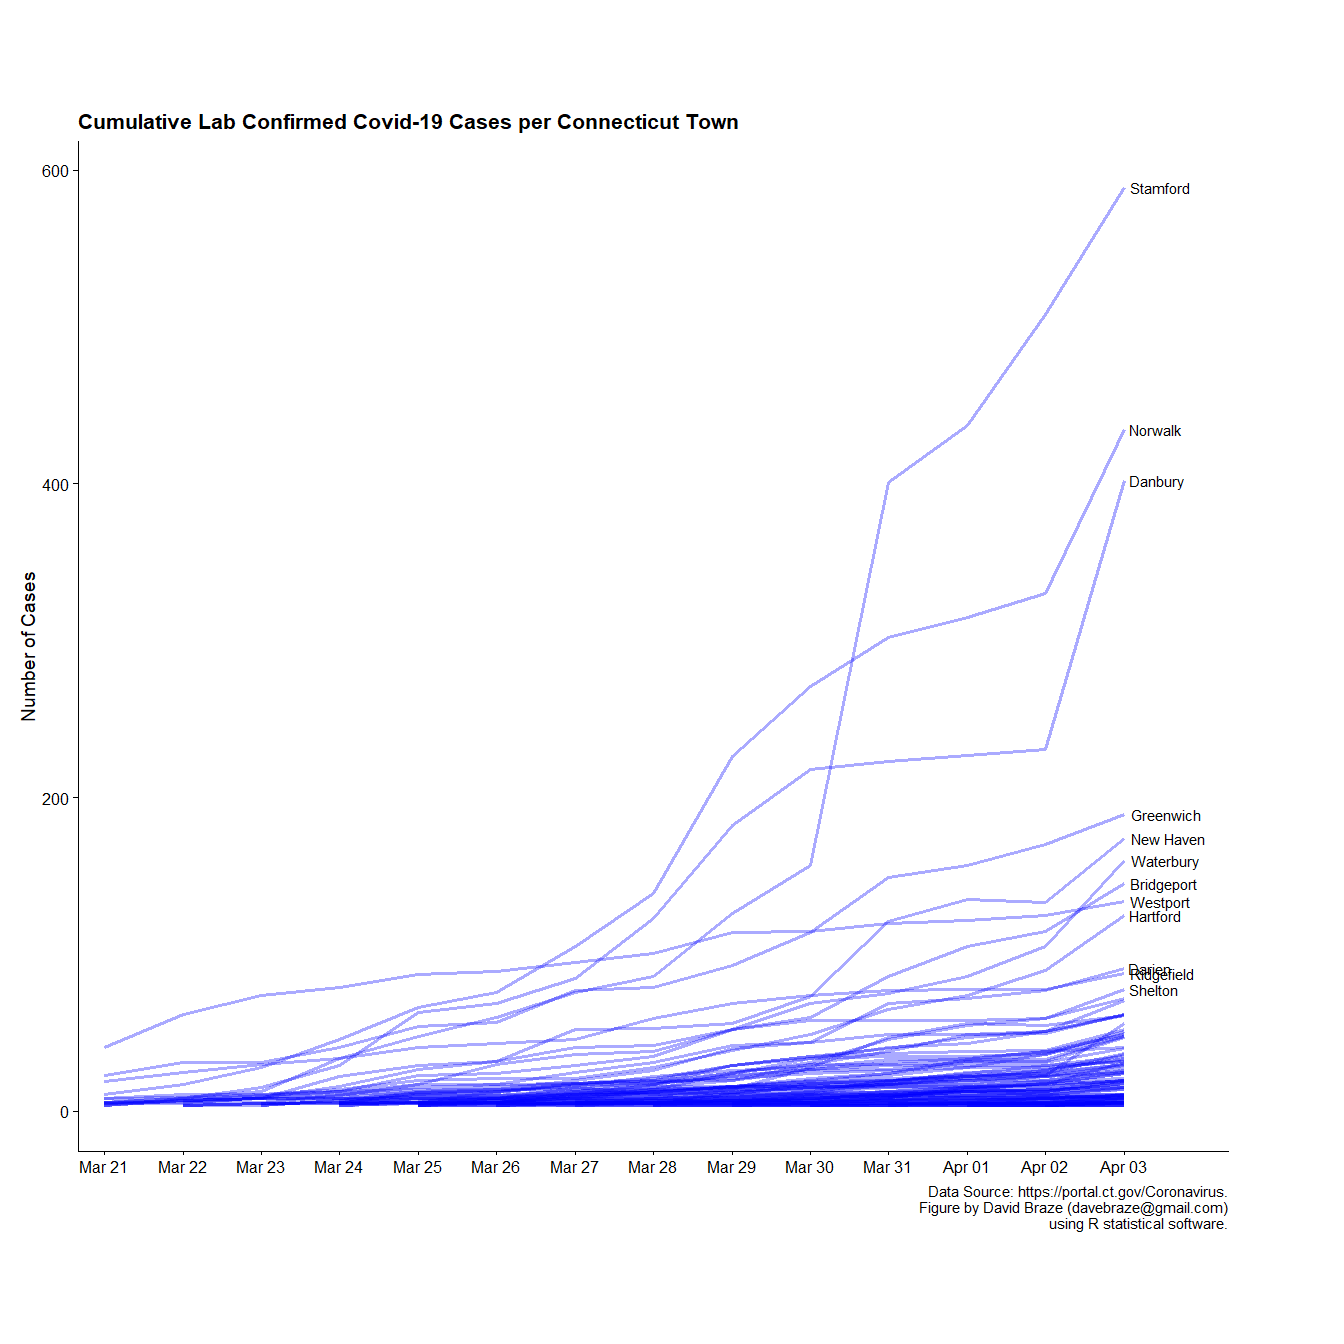 Cumulative Lab Confirmed Covid-19 Cases per Connecticut Town
600
400
200
0
Number of Cases
Stamford
Norwalk
Danbury
Greenwich
New Haven
Waterbury
Bridgeport
Westport
Hartford
Darien
Ridgefield
Shelton
Mar 21 Mar 22 Mar 23 Mar 24 Mar 25 Mar 26 Mar 27 Mar 28 Mar 29 Mar 30 Mar 31 Apr 01 Apr 02 Apr 03
Data Source: https://portal.ct.gov/Coronavirus.
Figure by David Braze (davebraze@gmail.com)
using R statistical software.